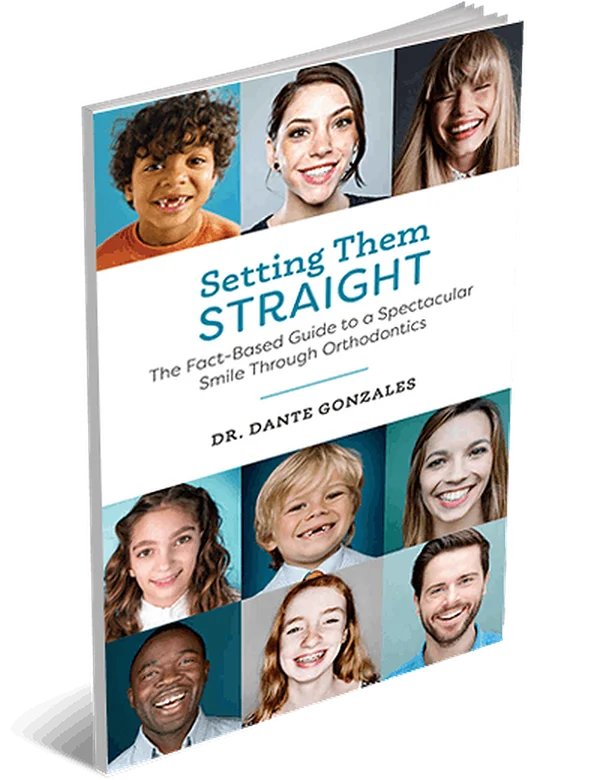 Setting Them
STRAIGHT
The Fact-Based Guide to a Spectacular
Smile Through Orthodontics
DR. DANTE GONZALES